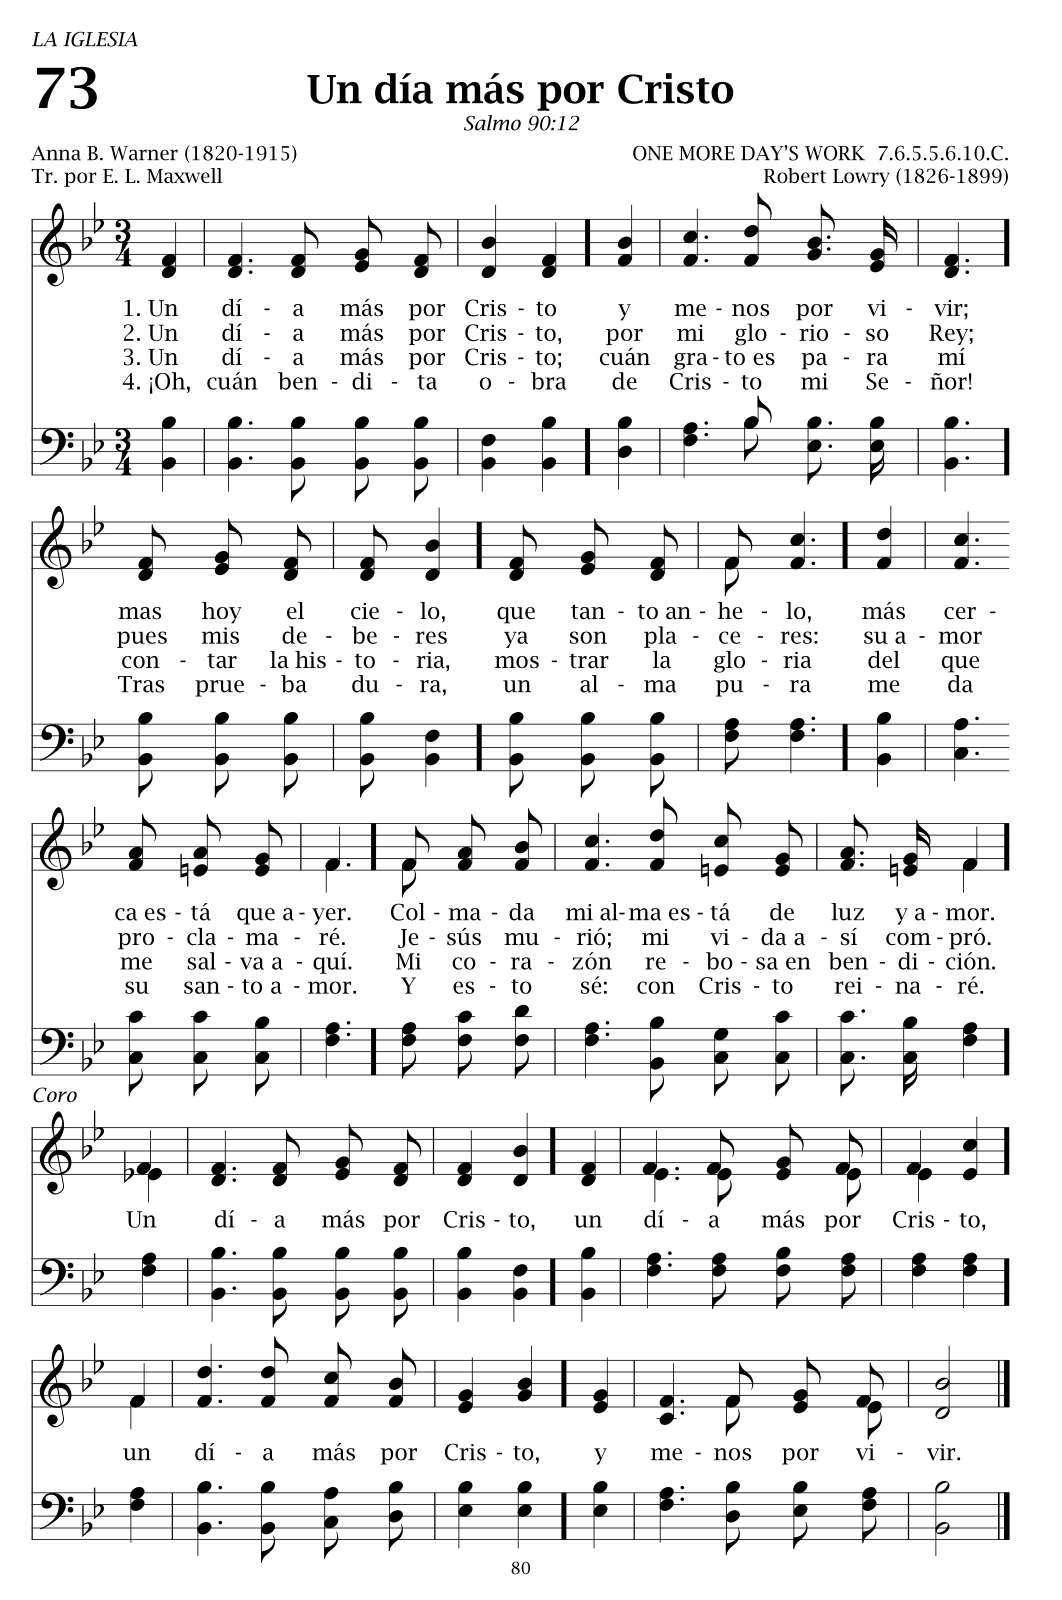 LA IGLESIA
73
Un día más por Cristo
Salmo 90:12
Anna B. Warner (1820-1915)
ONE MORE DAY'S WORK 7.6.5.5.6.10.C.
Tr. por E. L. Maxwell
Robert Lowry (1826-1899)
1. Un dí - a más por Cris - to y me - nos por vi - vir;
2. Un dí - a más por Cris - to, por mi glo - rio - so Rey;
3. Un dí - a más por Cris - to; cuán gra - to es pa - ra mí
4. ¡Oh, cuán ben - di - ta o - bra de Cris - to mi Se - ñor!
mas hoy el cie - lo, que tan - to an - he - lo, más cer -
pues mis de - be - res ya son pla - ce - res: su a - mor
con - tar la his - to - ria, mos - trar la glo - ria del que
Tras prue - ba du - ra, un al - ma pu - ra me da
ca es - tá que a - yer. Col - ma - da mi al - ma es - tá de luz y a - mor.
pro - cla - ma - ré. Je - sús mu - rió; mi vi - da a - sí com - pró.
me sal - va a - quí. Mi co - ra - zón re - bo - sa en ben - di - ción.
su san - to a - mor. Y es - to sé: con Cris - to rei - na - ré.
Coro
Un dí - a más por Cris - to, un dí - a más por Cris - to,
un dí - a más por Cris - to, y me - nos por vi - vir.
80